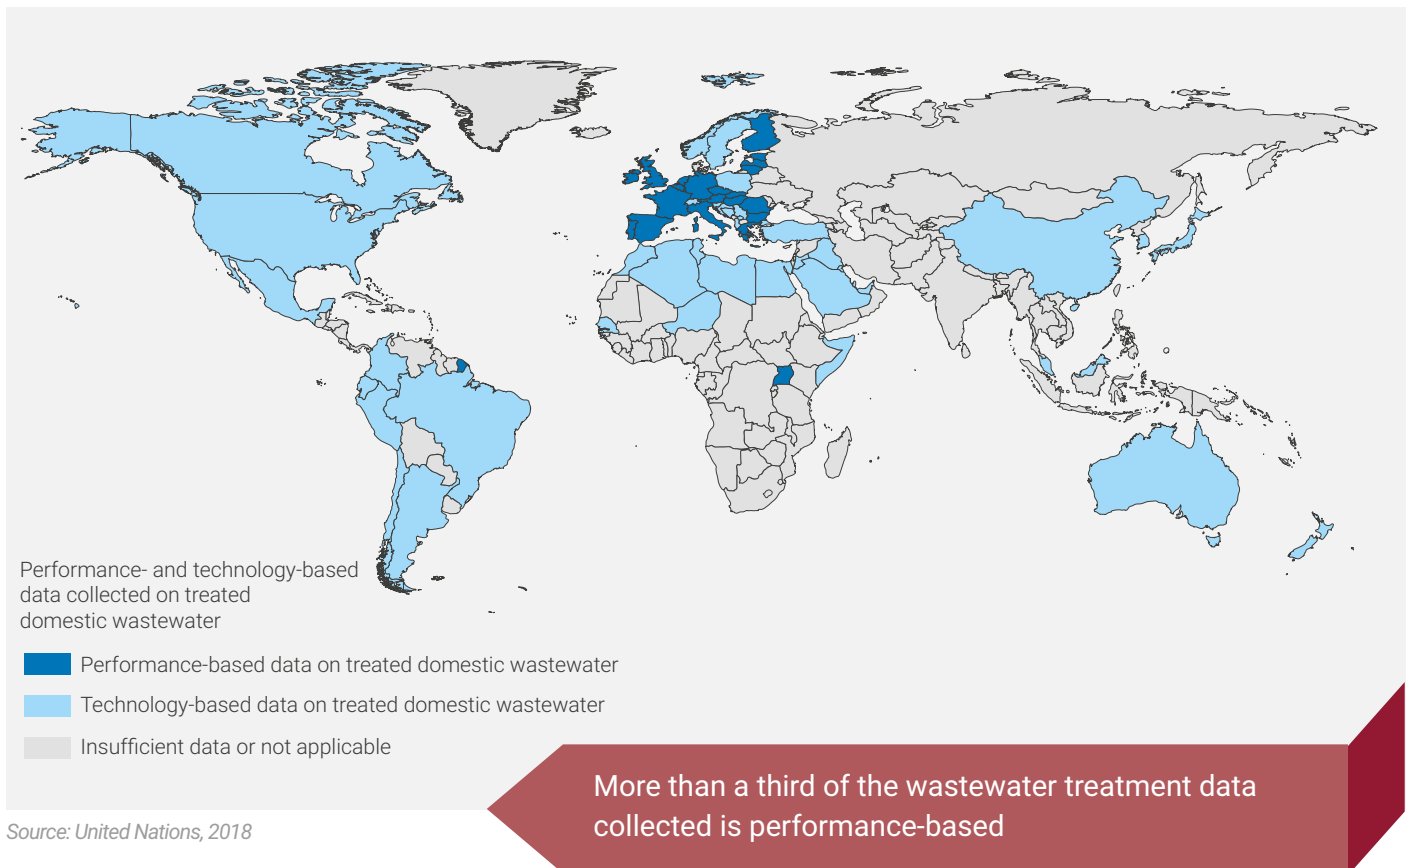 Performance- and technology-based
data collected on treated
domestic wastewater
Performance-based data on treated domestic wastewater
Technology-based data on treated domestic wastewater
Insufficient data or not applicable
More than a third of the wastewater treatment data
collected is performance-based
Source: United Nations, 2018